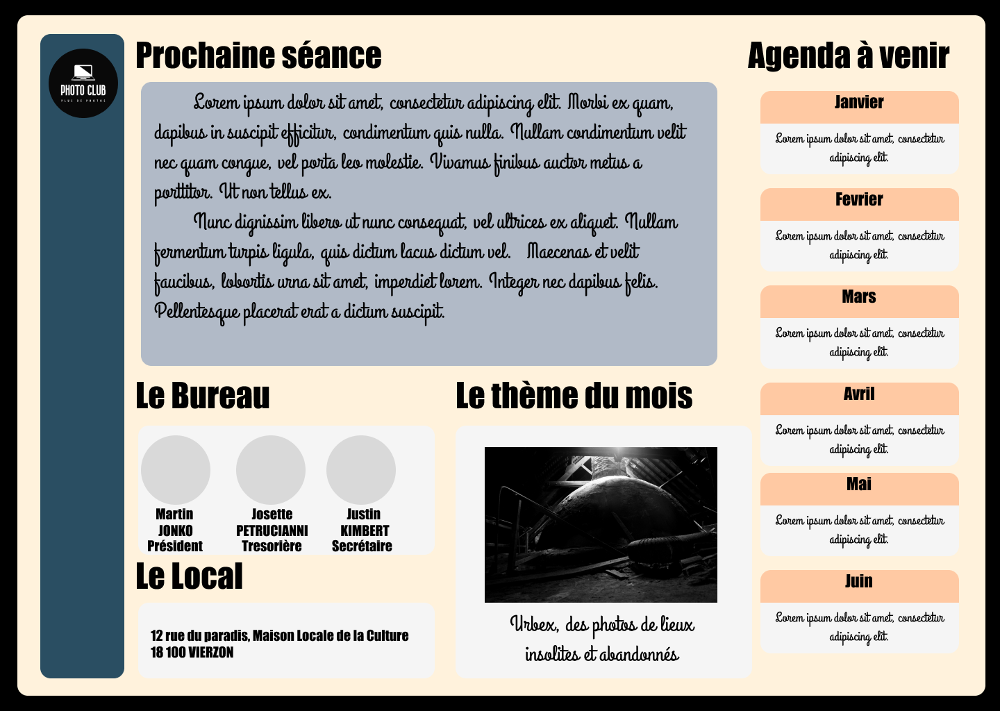 PHOTO CLUB
PLUS DE PHOTOS
Prochaine séance
Lorem ipsum dolor sit amet, consectetur adipiscing elit. Morbi ex quam,
dapibus in suscipit efficitur, condimentum quis nulla. Nullam condimentum velit
nec quam congue, vel porta leo molestie. Vivamus finibus auctor metus a
porttitor. Ut non tellus ex.
Nunc dignissim libero ut nunc consequat, vel ultrices ex aliquet. Nullam
fermentum turpis ligula, quis dictum lacus dictum vel. Maecenas et velit
faucibus, lobortis urna sit amet, imperdiet lorem. Integer nec dapibus felis.
Pellentesque placerat erat a dictum suscipit.
Le Bureau
Martin
JONKO
Président
Josette
PETRUCIANNI
Tresorière
Justin
KIMBERT
Secrétaire
Le Local
12 rue du paradis, Maison Locale de la Culture
18 100 VIERZON
Le thème du mois
Urbex, des photos de lieux
insolites et abandonnés
Agenda à venir
Janvier
Lorem ipsum dolor sit amet, consectetur
adipiscing elit.
Fevrier
Lorem ipsum dolor sit amet, consectetur
adipiscing elit.
Mars
Lorem ipsum dolor sit amet, consectetur
adipiscing elit.
Avril
Lorem ipsum dolor sit amet, consectetur
adipiscing elit.
Mai
Lorem ipsum dolor sit amet, consectetur
adipiscing elit.
Juin
Lorem ipsum dolor sit amet, consectetur
adipiscing elit.